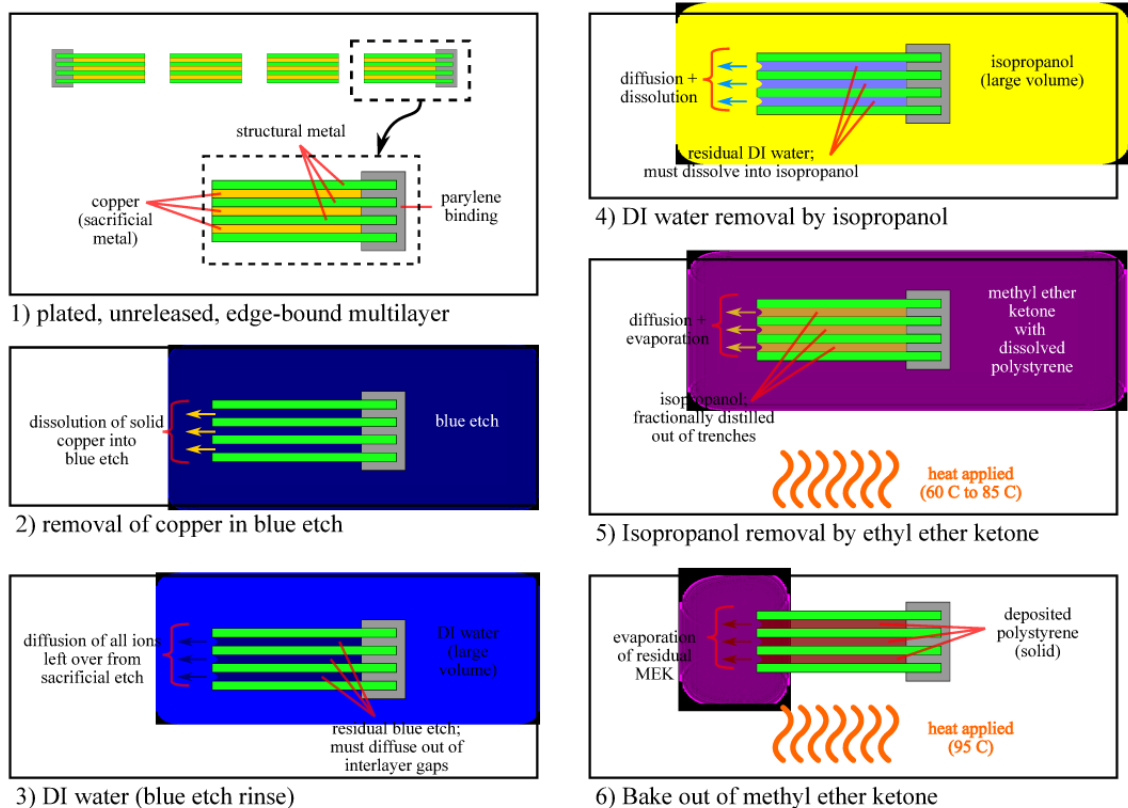 structural metal
copper
(sacrificial
metal)
parylene
binding
1) plated, unreleased, edge-bound multilayer
dissolution of solid
copper into
blue etch
blue etch
2) removal of copper in blue etch
diffusion of all ions
left over from
sacrificial etch
DI water
(large
volume)
residual blue etch;
must diffuse out of
interlayer gaps
3) DI water (blue etch rinse)
diffusion +
dissolution
isopropanol
(large volume)
residual DI water;
must dissolve into isopropanol
4) DI water removal by isopropanol
diffusion +
evaporation
methyl ether
ketone
with
dissolved
polystyrene
isopropanol;
fractionally distilled
out of trenches
heat applied
(60 C to 85 C)
5) Isopropanol removal by ethyl ether ketone
evaporation
of residual
MEK
deposited
polystyrene
(solid)
heat applied
(95 C)
6) Bake out of methyl ether ketone